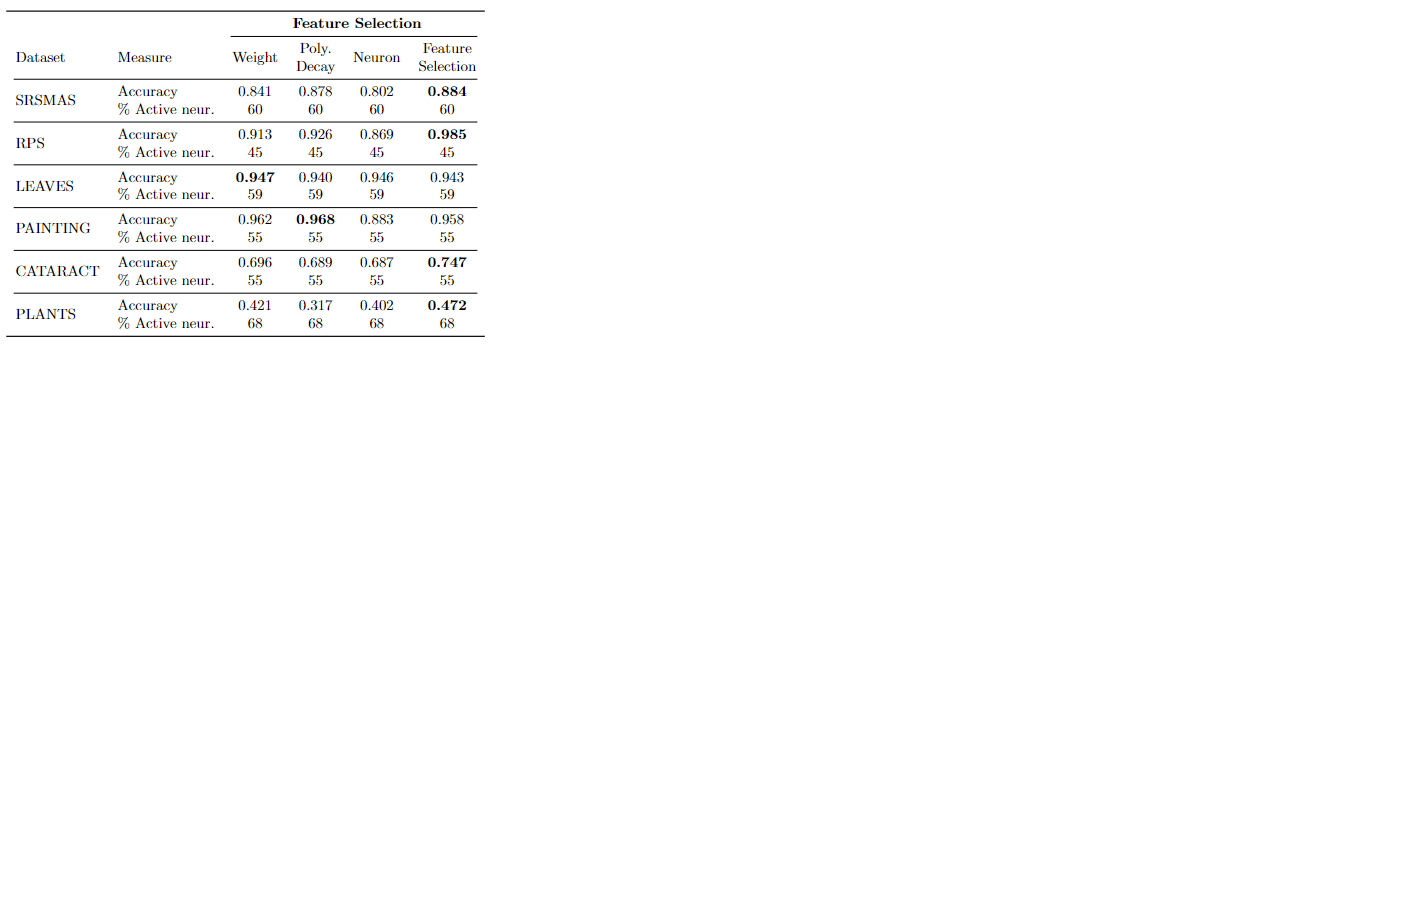 Feature Selection
Dataset Measure Weight Poly. Decay Neuron Feature Selection
SRSMAS Accuracy 0.841 0.878 0.802 0.884
% Active neur. 60 60 60 60
RPS Accuracy 0.913 0.926 0.869 0.985
% Active neur. 45 45 45 45
LEAVES Accuracy 0.947 0.940 0.946 0.943
% Active neur. 59 59 59 59
PAINTING Accuracy 0.962 0.968 0.883 0.958
% Active neur. 55 55 55 55
CATARACT Accuracy 0.696 0.689 0.687 0.747
% Active neur. 55 55 55 55
PLANTS Accuracy 0.421 0.317 0.402 0.472
% Active neur. 68 68 68 68